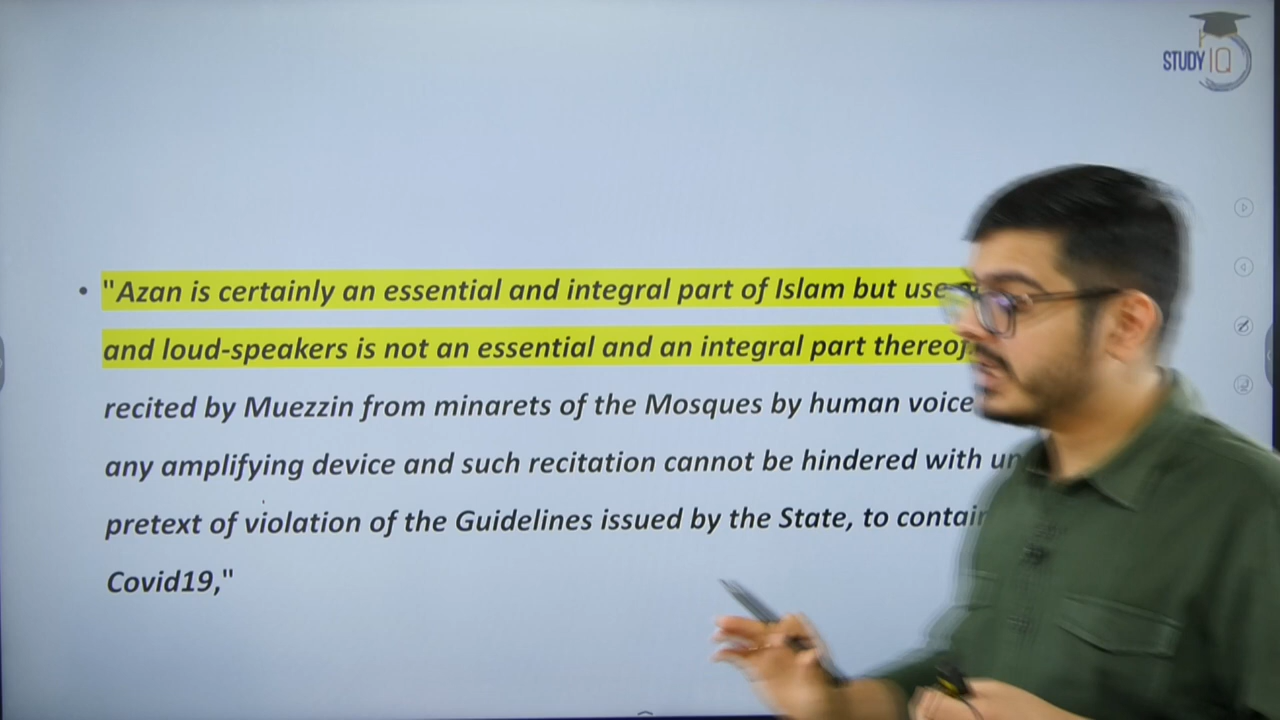 STUDY IQ
• "Azan is certainly an essential and integral part of Islam but use
and loud-speakers is not an essential and an integral part thereof.
recited by Muezzin from minarets of the Mosques by human voice
any amplifying device and such recitation cannot be hindered with
pretext of violation of the Guidelines issued by the State, to contain
Covid19,"